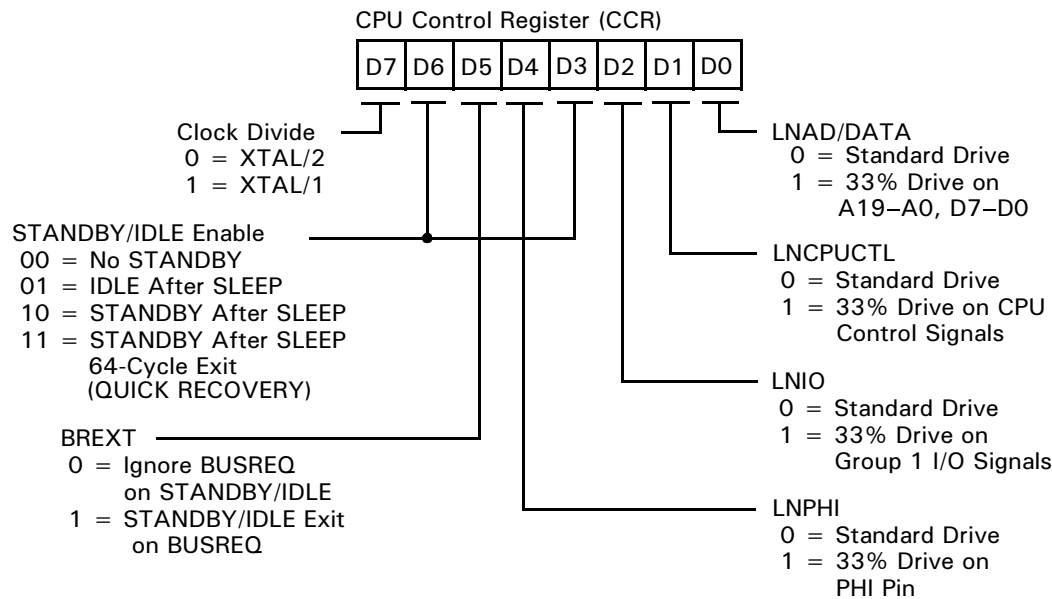 CPU Control Register (CCR)
D7 D6 D5 D4 D3 D2 D1 D0
Clock Divide
0 = XTAL/2
1 = XTAL/1
STANDBY/IDLE Enable
00 = No STANDBY
01 = IDLE After SLEEP
10 = STANDBY After SLEEP
11 = STANDBY After SLEEP
64-Cycle Exit
(QUICK RECOVERY)
BREXT
0 = Ignore BUSREQ
on STANDBY/IDLE
1 = STANDBY/IDLE Exit
on BUSREQ
LNAD/DATA
0 = Standard Drive
1 = 33% Drive on
A19–A0, D7–D0
LNCPUCTL
0 = Standard Drive
1 = 33% Drive on CPU
Control Signals
LNIO
0 = Standard Drive
1 = 33% Drive on
Group 1 I/O Signals
LNPHI
0 = Standard Drive
1 = 33% Drive on
PHI Pin